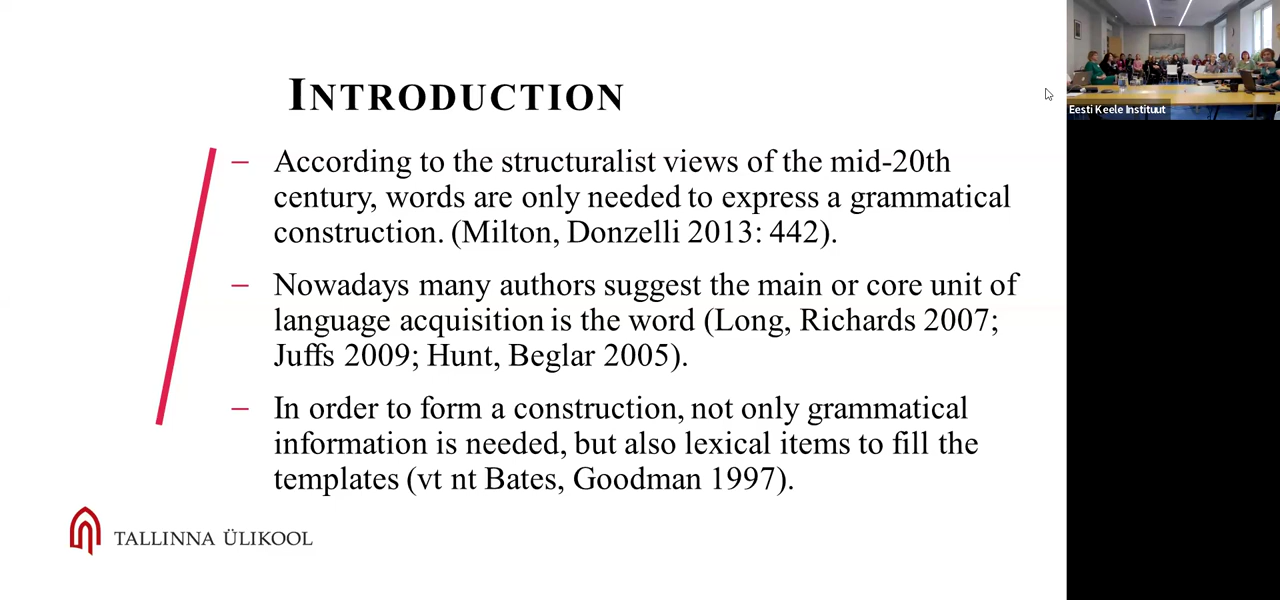 INTRODUCTION
– According to the structuralist views of the mid-20th
century, words are only needed to express a grammatical
construction. (Milton, Donzelli 2013: 442).
– Nowadays many authors suggest the main or core unit of
language acquisition is the word (Long, Richards 2007;
Juffs 2009; Hunt, Beglar 2005).
– In order to form a construction, not only grammatical
information is needed, but also lexical items to fill the
templates (vt nt Bates, Goodman 1997).
TALLINNA ÜLIKOOL
Eesti Keele Instituut